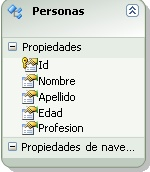 Personas
Propiedades
Id
Nombre
Apellido
Edad
Profesion
Propiedades de nave...